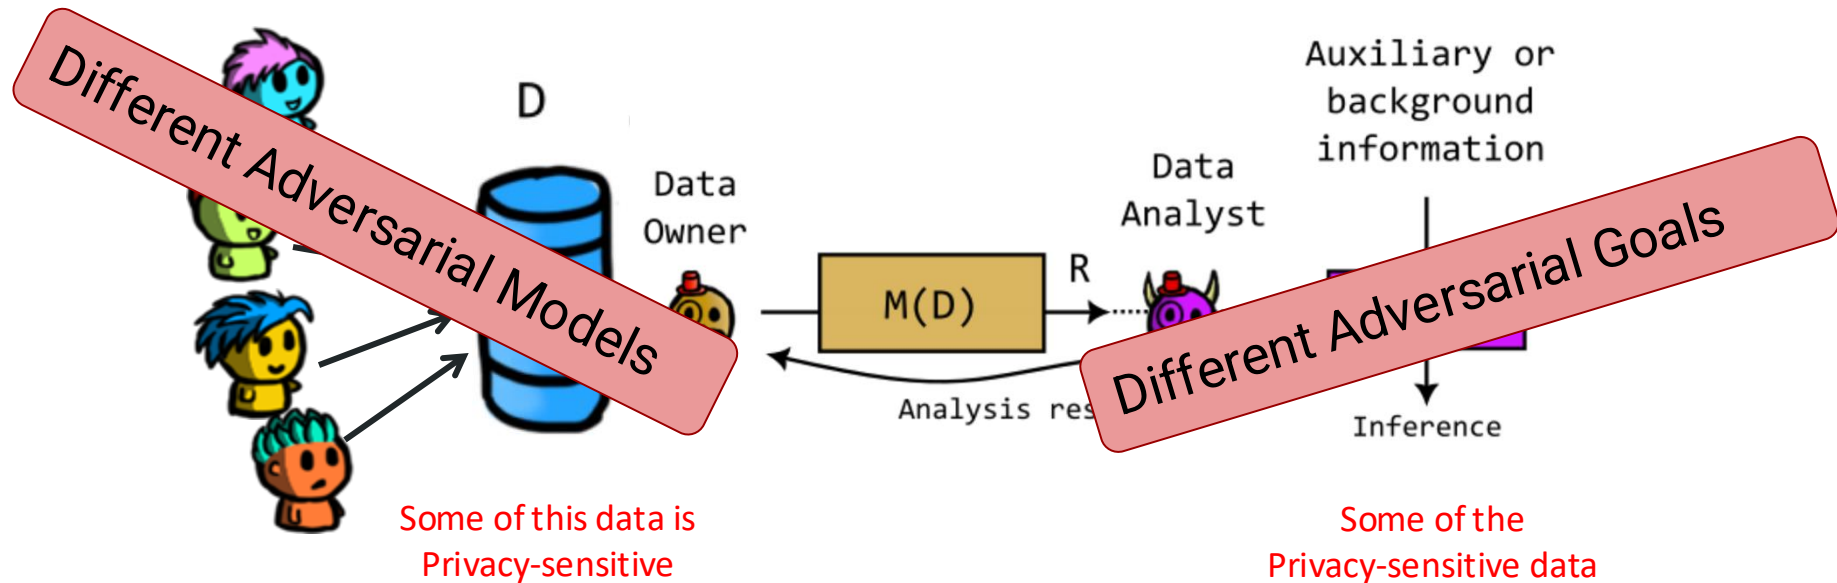 Different Adversarial Models
D
Data
Owner
M(D)
R
Data
Analyst
Auxiliary or
background
information
Different Adversarial Goals
Analysis
Inference
Some of this data is
Privacy-sensitive
Some of the
Privacy-sensitive data